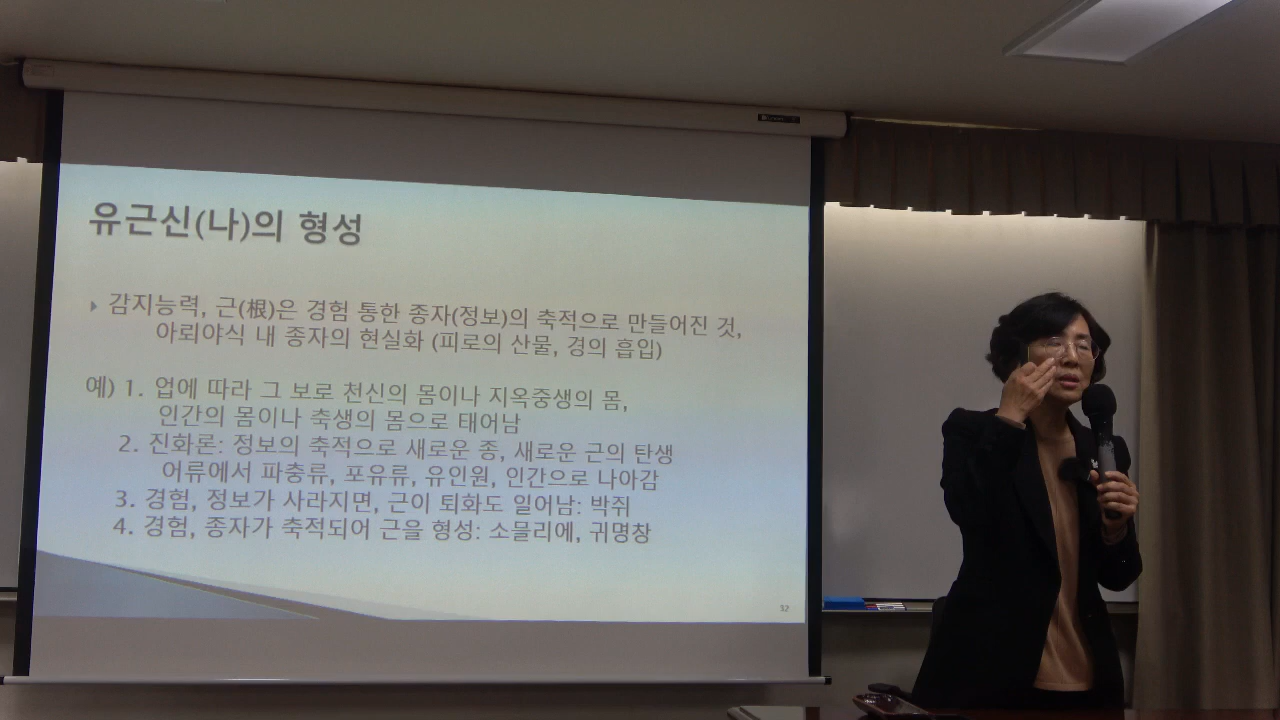 유근신(나)의 형성
감지능력, 근(根)은 경험 통한 종자(정보)의 축적으로 만들어진 것,
아뢰야식 내 종자의 현실화 (피로의 산물, 경의 흡입)
예) 1. 업에 따라 그 보로 천신의 몸이나 지옥중생의 몸,
인간의 몸이나 축생의 몸으로 태어남
2. 진화론: 정보의 축적으로 새로운 종, 새로운 근의 탄생
어류에서 파충류, 포유류, 유인원, 인간으로 나아감
3. 경험, 정보가 사라지면, 근이 퇴화도 일어남: 박쥐
4. 경험, 종자가 축적되어 근을 형성: 소믈리에, 귀명창
32